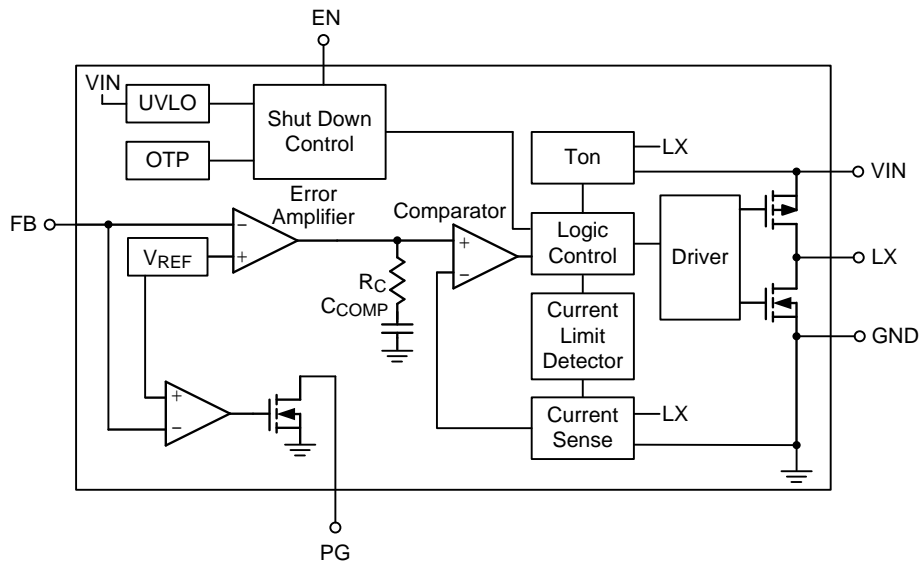 EN
VIN
UVLO
Shut Down
Control
OTP
Ton
LX
VIN
Error
Amplifier
Comparator
FB
−
+
+
−
VREF
RC
CCOMP
Logic
Control
Driver
LX
Current
Limit
Detector
GND
+
−
Current
Sense
LX
PG